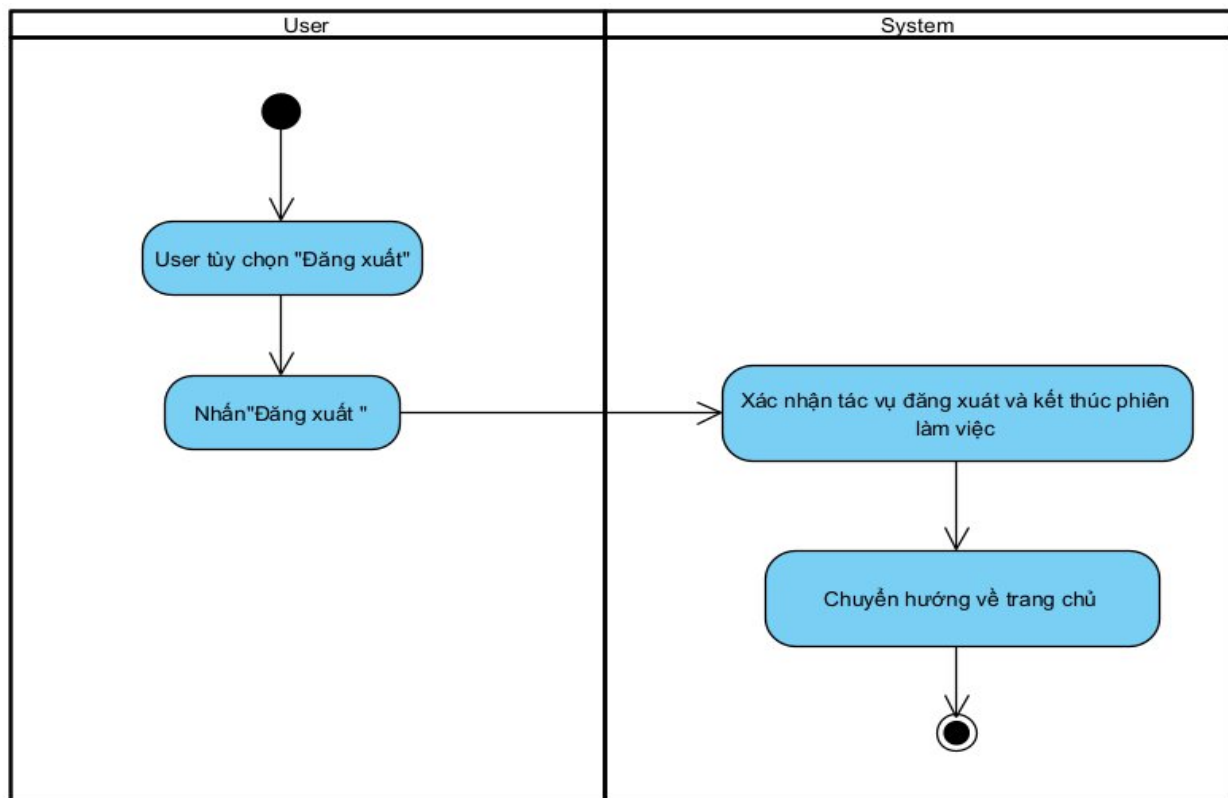 User
System
User tùy chọn "Đăng xuất"
Nhấn"Đăng xuất "
Xác nhận tác vụ đăng xuát và kết thúc phiên
làm việc
Chuyển hướng về trang chủ